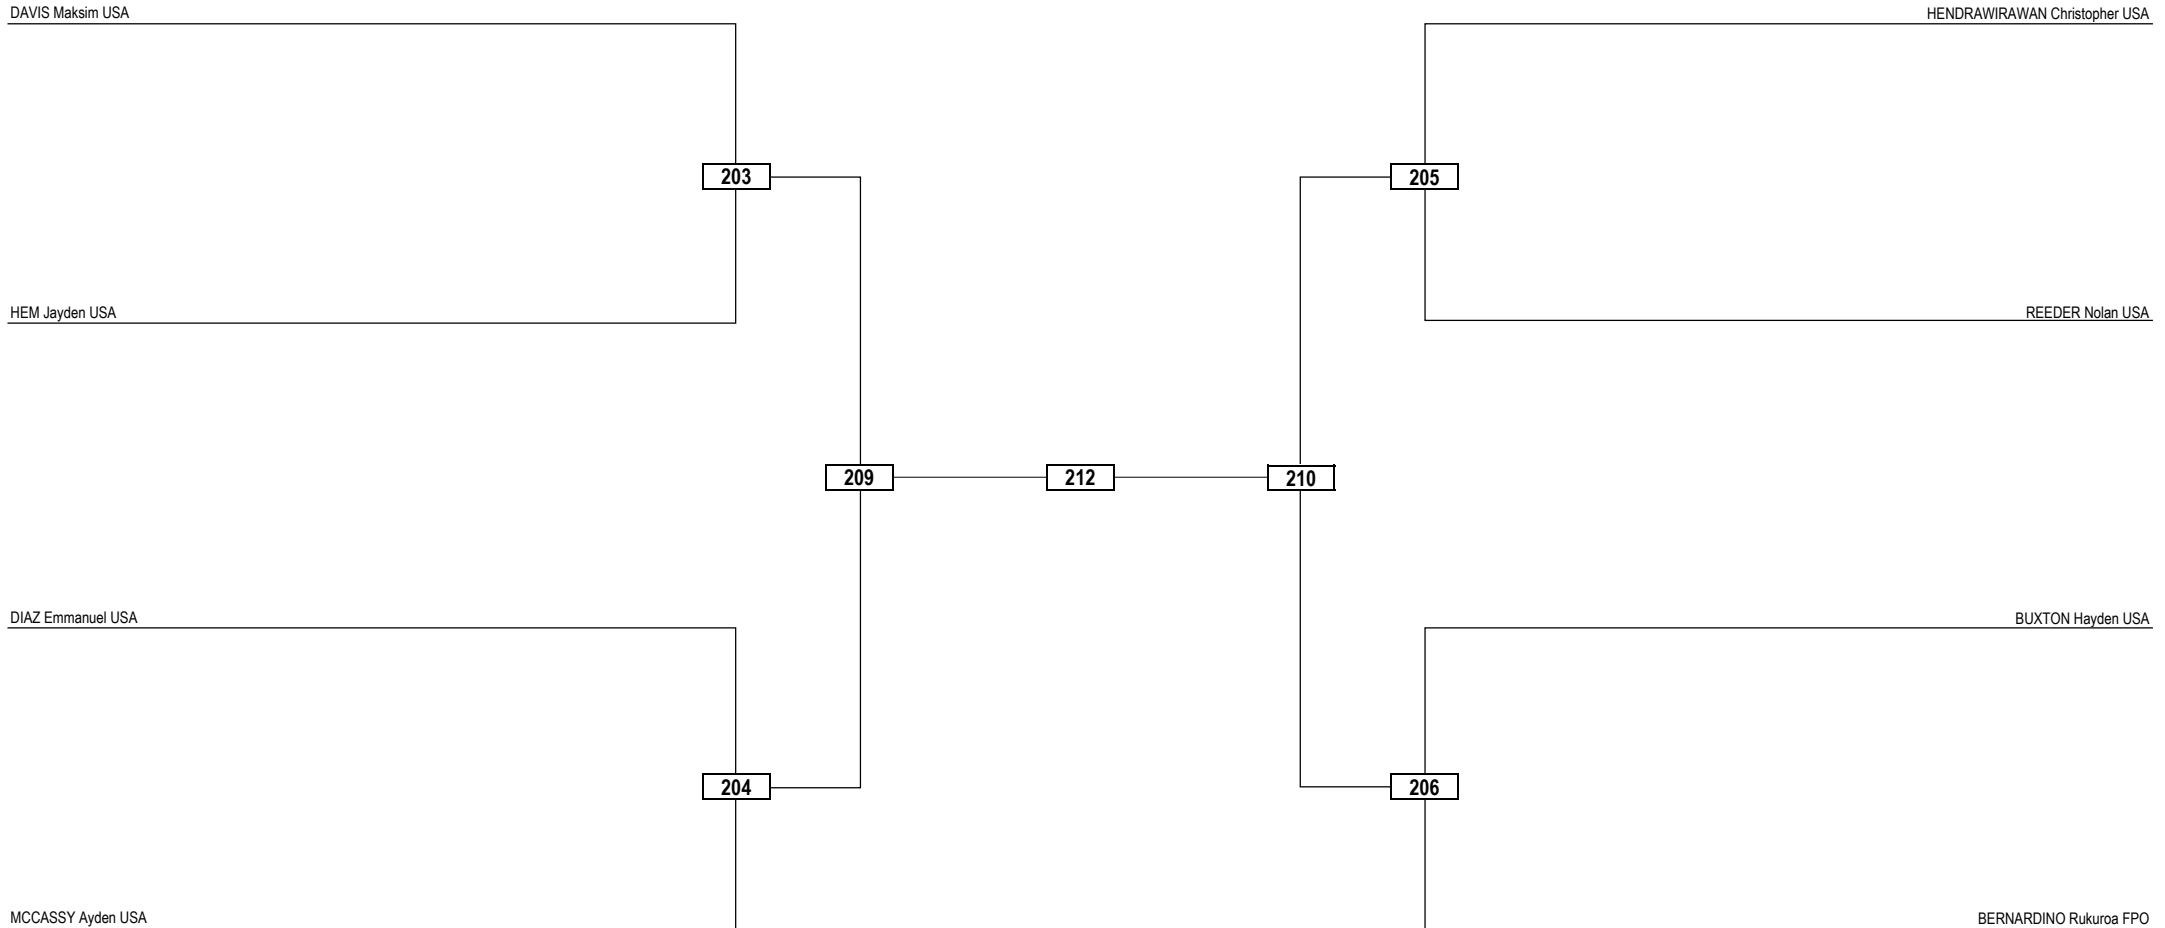 DAVIS Maksim USA
HENDRAWIRAWAN Christopher USA
203
205
HEM Jayden USA
REEDER Nolan USA
209
212
210
DIAZ Emmanuel USA
BUXTON Hayden USA
204
206
MCCASSY Ayden USA
BERNARDINO Rukuroa FPO